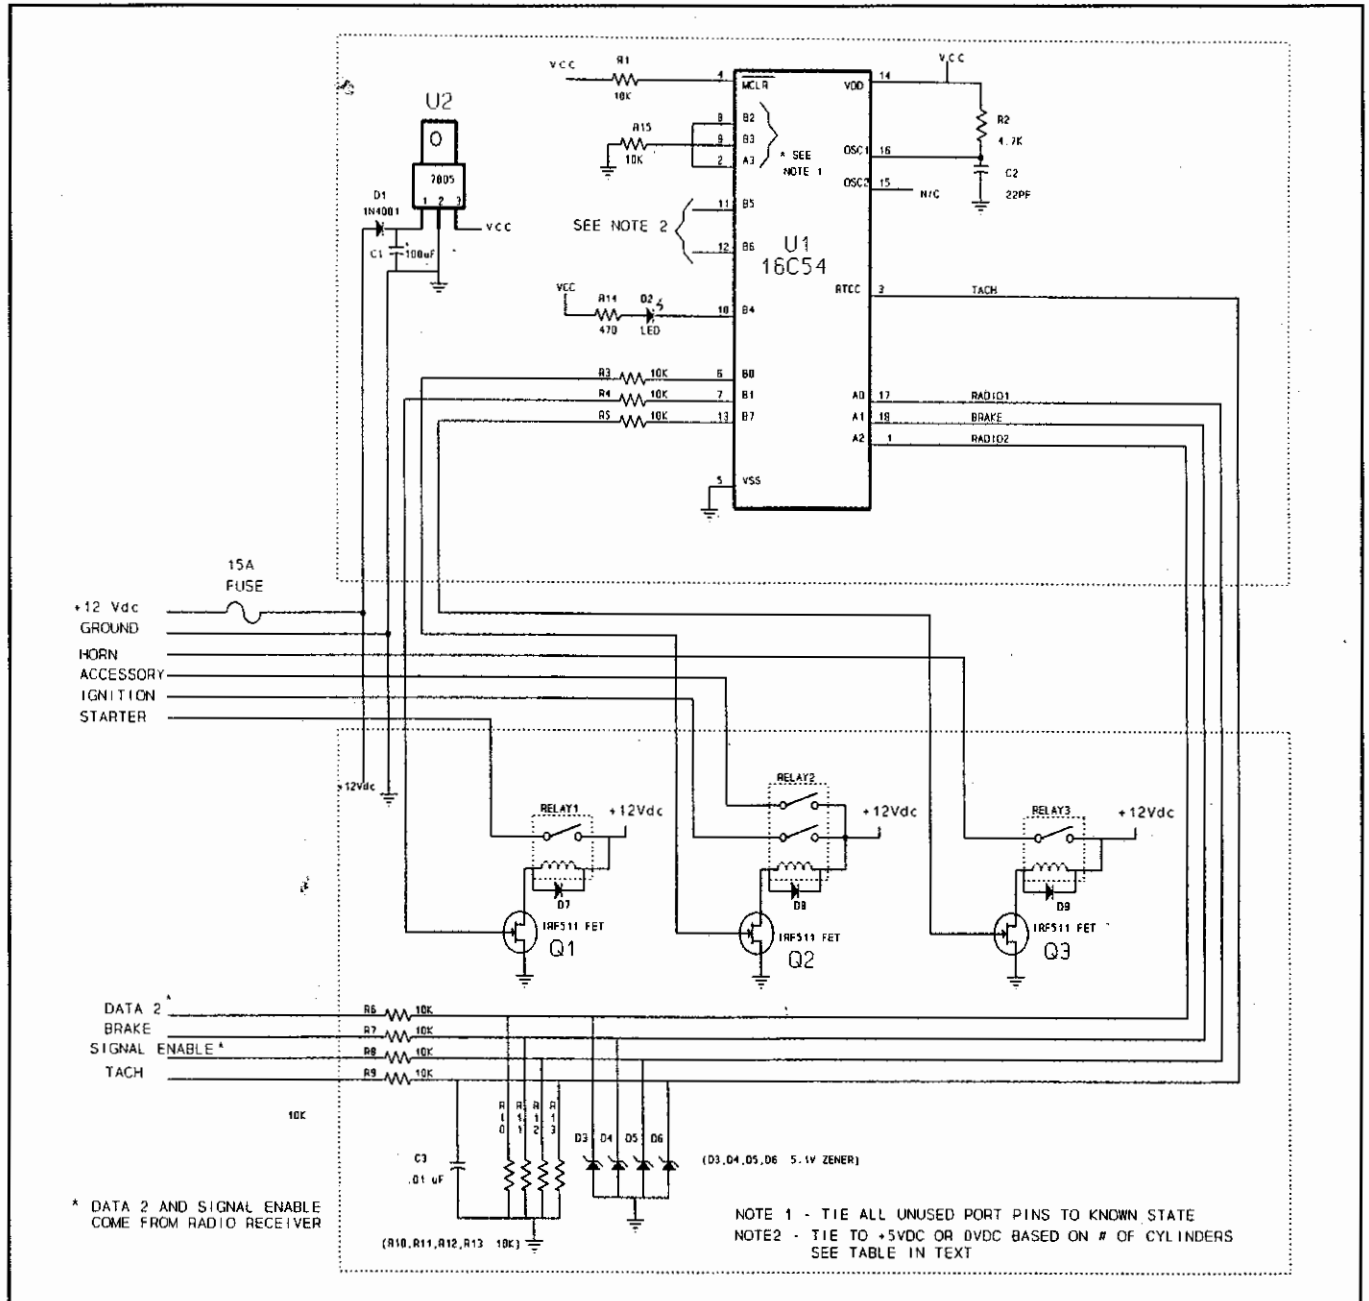 VCC
R1
10K
4
MCLR
VDD
14
VCC
R2
4.7K
U2
7805
1 2 3
D1
1N4001
VCC
C1
+
100uF
R15
10K
8
B2
9
B3
2
A3
* SEE
NOTE 1
OSC1
16
C2
22PF
OSC2
15
N/C
SEE NOTE 2
11
B5
12
B6
U1
16C54
VCC
R14
470
D2
LED
10
B4
RTCC
3
TACH
R3
10K
6
B0
R4
10K
7
B1
R5
10K
13
B7
A0
17
RADIO1
A1
18
BRAKE
A2
1
RADIO2
5
VSS
15A
FUSE
+12 Vdc
GROUND
HORN
ACCESSORY
IGNITION
STARTER
+12Vdc
RELAY1
+12Vdc
D7
IRF511 FET
Q1
RELAY2
+12Vdc
D8
IRF511 FET
Q2
RELAY3
+12Vdc
D9
IRF511 FET
Q3
DATA 2*
R6
10K
BRAKE
R7
10K
SIGNAL ENABLE*
R8
10K
TACH
R9
10K
10K
C3
.01 uF
R10
R11
R12
R13
D3
D4
D5
D6
(D3,D4,D5,D6 5.1V ZENER)
(R10,R11,R12,R13 10K)
* DATA 2 AND SIGNAL ENABLE
COME FROM RADIO RECEIVER
NOTE 1 - TIE ALL UNUSED PORT PINS TO KNOWN STATE
NOTE2 - TIE TO +5VDC OR 0VDC BASED ON # OF CYLINDERS
SEE TABLE IN TEXT